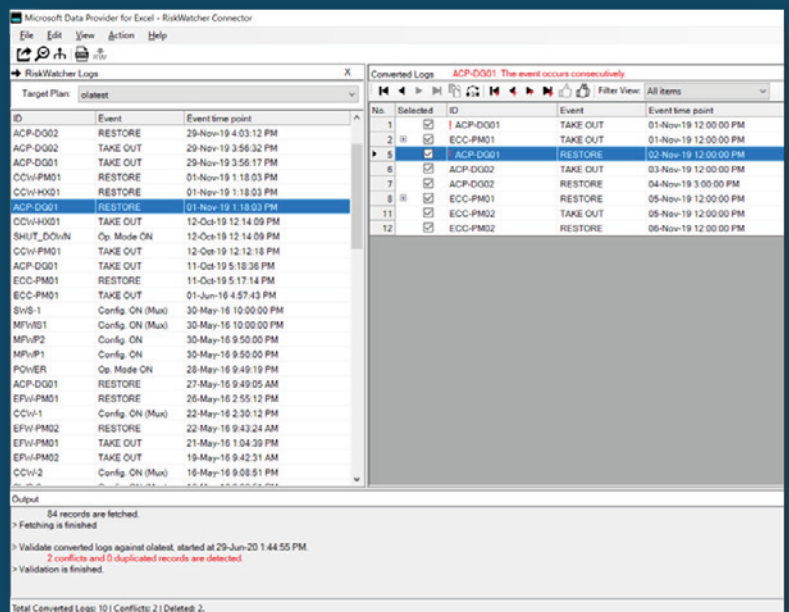 Microsoft Data Provider for Excel - RiskWatcher Connector
File Edit View Action Help
RiskWatcher Logs X
Target Plan: olatest
ID Event Event time point
ACP-DG02 RESTORE 29-Nov-19 4:03:12 PM
ACP-DG02 TAKE OUT 29-Nov-19 3:56:32 PM
ACP-DG01 TAKE OUT 29-Nov-19 3:56:17 PM
CCW-PM01 RESTORE 01-Nov-19 1:18:03 PM
CCW-HX01 RESTORE 01-Nov-19 1:18:03 PM
ACP-DG01 RESTORE 01-Nov-19 1:18:03 PM
CCW-HX01 TAKE OUT 12-Oct-19 12:14:09 PM
SHUT_DOWN Op. Mode ON 12-Oct-19 12:14:09 PM
CCW-PM01 TAKE OUT 12-Oct-19 12:12:18 PM
ACP-DG01 TAKE OUT 11-Oct-19 5:18:36 PM
ECC-PM01 RESTORE 11-Oct-19 5:17:14 PM
ECC-PM01 TAKE OUT 01-Jun-16 4:57:43 PM
SWS-1 Config. ON (Mux) 30-May-16 10:00:00 PM
MFWIS1 Config. ON (Mux) 30-May-16 10:00:00 PM
MFWP2 Config. ON 30-May-16 9:50:00 PM
MFWP1 Config. ON 30-May-16 9:50:00 PM
POWER Op. Mode ON 28-May-16 9:49:19 PM
ACP-DG01 RESTORE 27-May-16 9:49:05 AM
EFW-PM01 RESTORE 26-May-16 2:55:12 PM
CCW-1 Config. ON (Mux) 22-May-16 2:30:12 PM
EFW-PM02 RESTORE 22-May-16 9:43:24 AM
EFW-PM01 TAKE OUT 21-May-16 1:04:39 PM
EFW-PM02 TAKE OUT 19-May-16 9:42:31 AM
CCW-2 Config. ON (Mux) 16-May-16 9:08:51 PM
Converted Logs ACP-DG01: The event occurs consecutively.
Filter View: All items
No. Selected ID Event Event time point
1 ! ACP-DG01 TAKE OUT 01-Nov-19 12:00:00 PM
2 ECC-PM01 TAKE OUT 01-Nov-19 12:00:00 PM
5 ! ACP-DG01 RESTORE 02-Nov-19 12:00:00 PM
6 ACP-DG02 TAKE OUT 03-Nov-19 12:00:00 PM
7 ACP-DG02 RESTORE 04-Nov-19 3:00:00 PM
8 ECC-PM01 RESTORE 05-Nov-19 12:00:00 PM
11 ECC-PM02 TAKE OUT 05-Nov-19 12:00:00 PM
12 ECC-PM02 RESTORE 06-Nov-19 12:00:00 PM
Output
84 records are fetched.
> Fetching is finished
> Validate converted logs against olatest, started at 29-Jun-20 1:44:55 PM.
2 conflicts and 0 duplicated records are detected.
> Validation is finished.
Total Converted Logs: 10 | Conflicts: 2 | Deleted: 2.